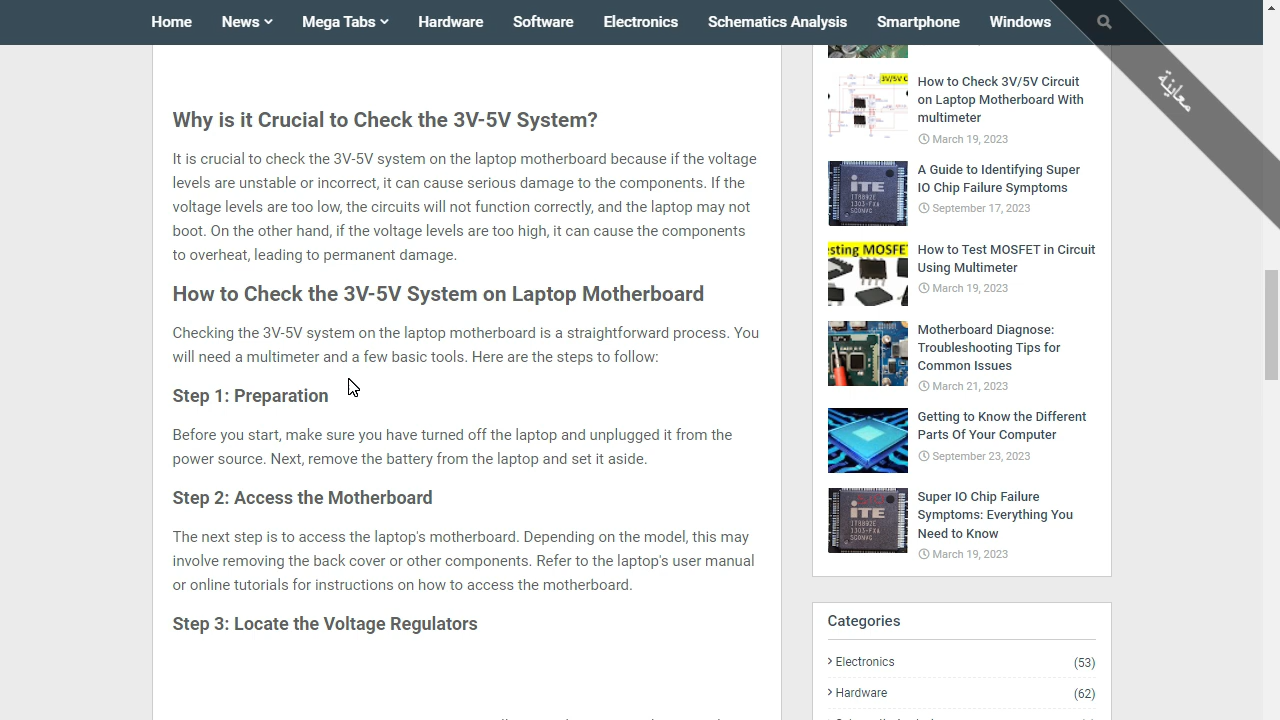 Home News Mega Tabs Hardware Software Electronics Schematics Analysis Smartphone Windows
معاينة
Why is it Crucial to Check the 3V-5V System?
It is crucial to check the 3V-5V system on the laptop motherboard because if the voltage
levels are unstable or incorrect, it can cause serious damage to the components. If the
voltage levels are too low, the circuits will not function correctly and the laptop may not
boot. On the other hand, if the voltage levels are too high, it can cause the components
to overheat, leading to permanent damage.
How to Check the 3V-5V System on Laptop Motherboard
Checking the 3V-5V system on the laptop motherboard is a straightforward process. You
will need a multimeter and a few basic tools. Here are the steps to follow:
Step 1: Preparation
Before you start, make sure you have turned off the laptop and unplugged it from the
power source. Next, remove the battery from the laptop and set it aside.
Step 2: Access the Motherboard
The next step is to access the laptop's motherboard. Depending on the model, this may
involve removing the back cover or other components. Refer to the laptop's user manual
or online tutorials for instructions on how to access the motherboard.
Step 3: Locate the Voltage Regulators
3V/5V C
How to Check 3V/5V Circuit
on Laptop Motherboard With
multimeter
March 19, 2023
iTE
IT8892E
1303-FXA
A Guide to Identifying Super
IO Chip Failure Symptoms
September 17, 2023
esting MOSFE
How to Test MOSFET in Circuit
Using Multimeter
March 19, 2023
Motherboard Diagnose:
Troubleshooting Tips for
Common Issues
March 21, 2023
Getting to Know the Different
Parts Of Your Computer
September 23, 2023
iTE
IT8892E
1303-FXA
Super IO Chip Failure
Symptoms: Everything You
Need to Know
March 19, 2023
Categories
Electronics (53)
Hardware (62)